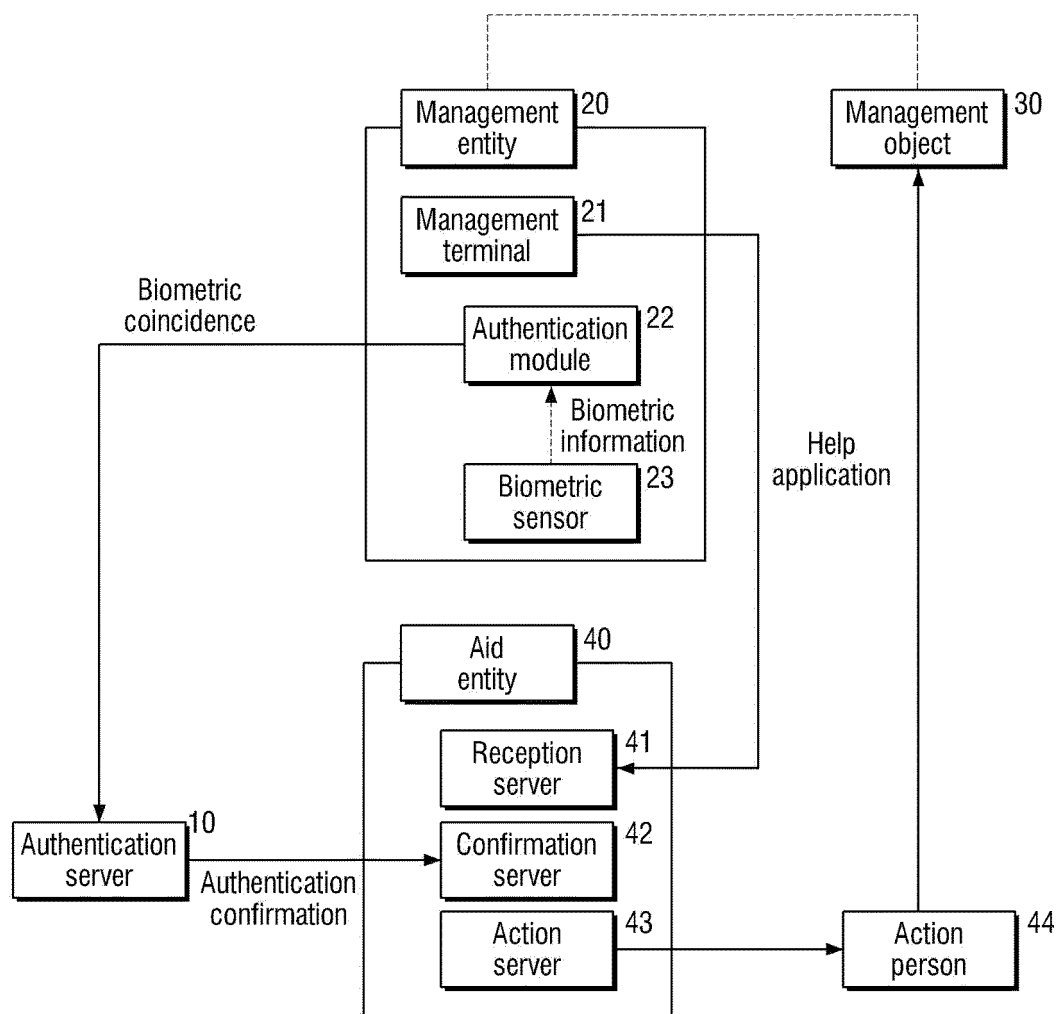 Management
entity
20
Management
object
30
Management
terminal
21
Biometric
coincidence
Authentication
module
22
Biometric
information
Biometric
sensor
23
Help
application
Aid
entity
40
Reception
server
41
Authentication
server
10
Confirmation
server
42
Authentication
confirmation
Action
server
43
Action
person
44